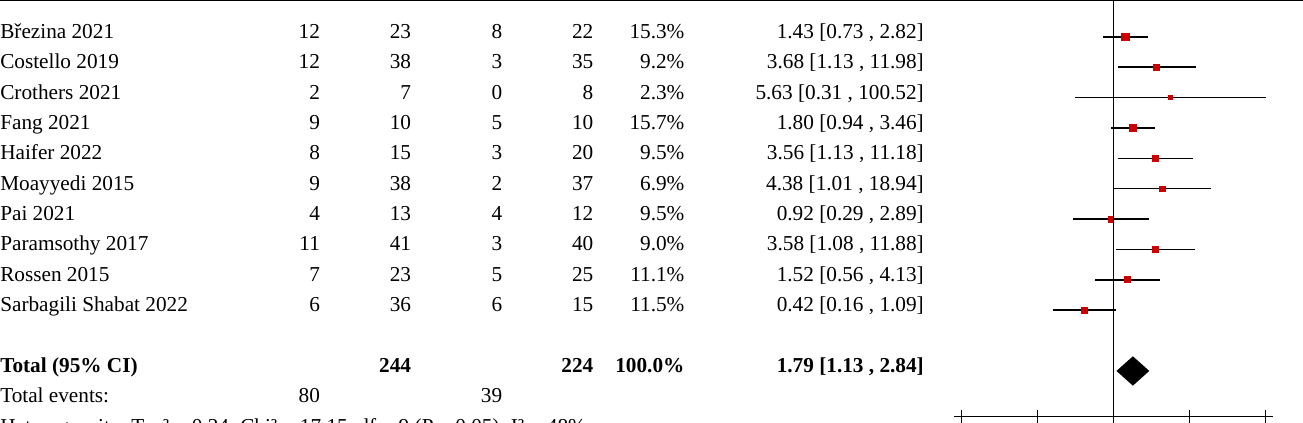 Březina 2021 12 23 8 22 15.3% 1.43 [0.73 , 2.82]
Costello 2019 12 38 3 35 9.2% 3.68 [1.13 , 11.98]
Crothers 2021 2 7 0 8 2.3% 5.63 [0.31 , 100.52]
Fang 2021 9 10 5 10 15.7% 1.80 [0.94 , 3.46]
Haifer 2022 8 15 3 20 9.5% 3.56 [1.13 , 11.18]
Moayyedi 2015 9 38 2 37 6.9% 4.38 [1.01 , 18.94]
Pai 2021 4 13 4 12 9.5% 0.92 [0.29 , 2.89]
Paramsothy 2017 11 41 3 40 9.0% 3.58 [1.08 , 11.88]
Rossen 2015 7 23 5 25 11.1% 1.52 [0.56 , 4.13]
Sarbagili Shabat 2022 6 36 6 15 11.5% 0.42 [0.16 , 1.09]
Total (95% CI) 244 224 100.0% 1.79 [1.13 , 2.84]
Total events: 80 39